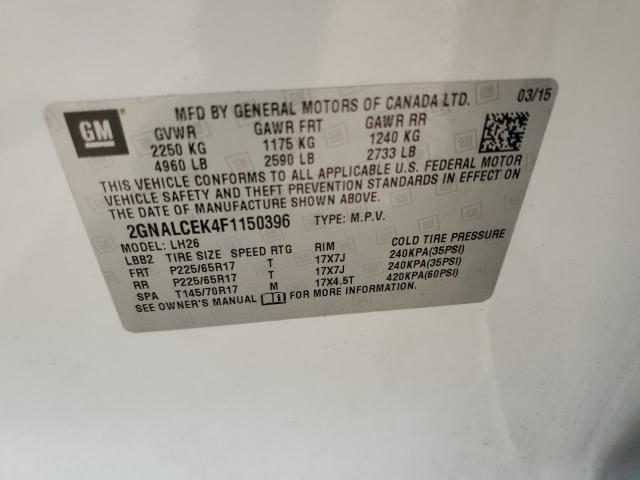 MFD BY GENERAL MOTORS OF CANADA LTD. 03/15
GM
GVWR GAWR FRT GAWR RR
2250 KG 1175 KG 1240 KG
4960 LB 2590 LB 2733 LB
THIS VEHICLE CONFORMS TO ALL APPLICABLE U.S. FEDERAL MOTOR
VEHICLE SAFETY AND THEFT PREVENTION STANDARDS IN EFFECT ON
THE DATE OF MANUFACTURE SHOWN ABOVE.
2GNALCEK4F1150396 TYPE: M.P.V.
MODEL: LH26
LBB2 TIRE SIZE SPEED RTG RIM COLD TIRE PRESSURE
FRT P225/65R17 T 17X7J 240KPA(35PSI)
RR P225/65R17 T 17X7J 240KPA(35PSI)
SPA T145/70R17 M 17X4.5T 420KPA(60PSI)
SEE OWNER'S MANUAL FOR MORE INFORMATION.